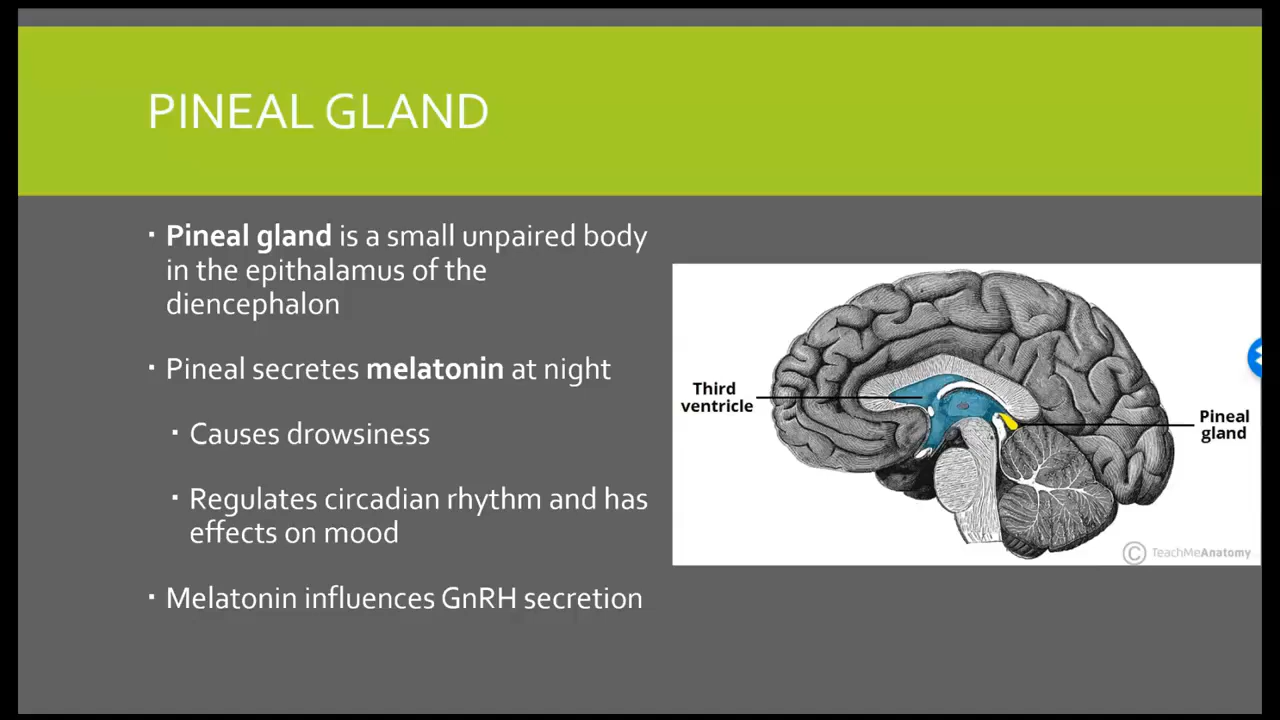 PINEAL GLAND
▪ Pineal gland is a small unpaired body
in the epithalamus of the
diencephalon
▪ Pineal secretes melatonin at night
▪ Causes drowsiness
▪ Regulates circadian rhythm and has
effects on mood
▪ Melatonin influences GnRH secretion
Third
ventricle
Pineal
gland
© TeachMeAnatomy